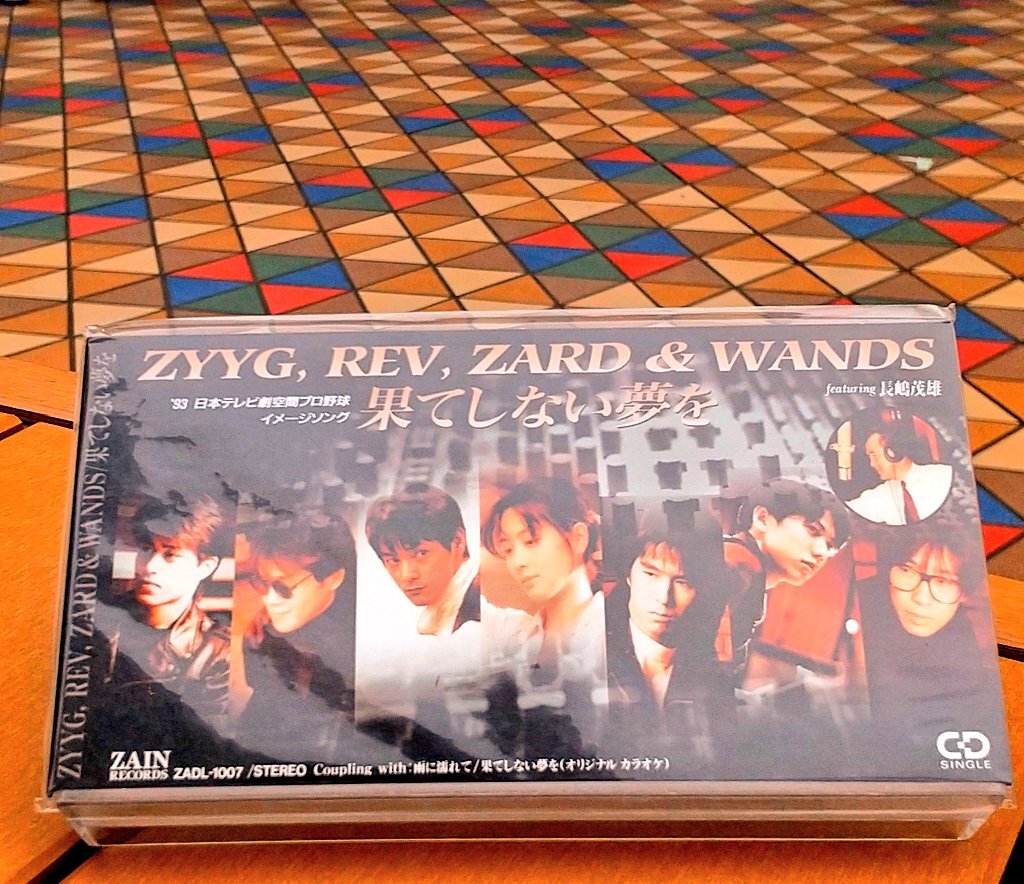 ZYYG, REV, ZARD & WANDS
'93 日本テレビ劇空間プロ野球
イメージソング
果てしない夢を
featuring 長嶋茂雄
ZYYG, REV, ZARD & WANDS/果てしない夢を
ZAIN
RECORDS ZADL-1007 /STEREO Coupling with:雨に濡れて/果てしない夢を(オリジナル カラオケ)
CD
SINGLE